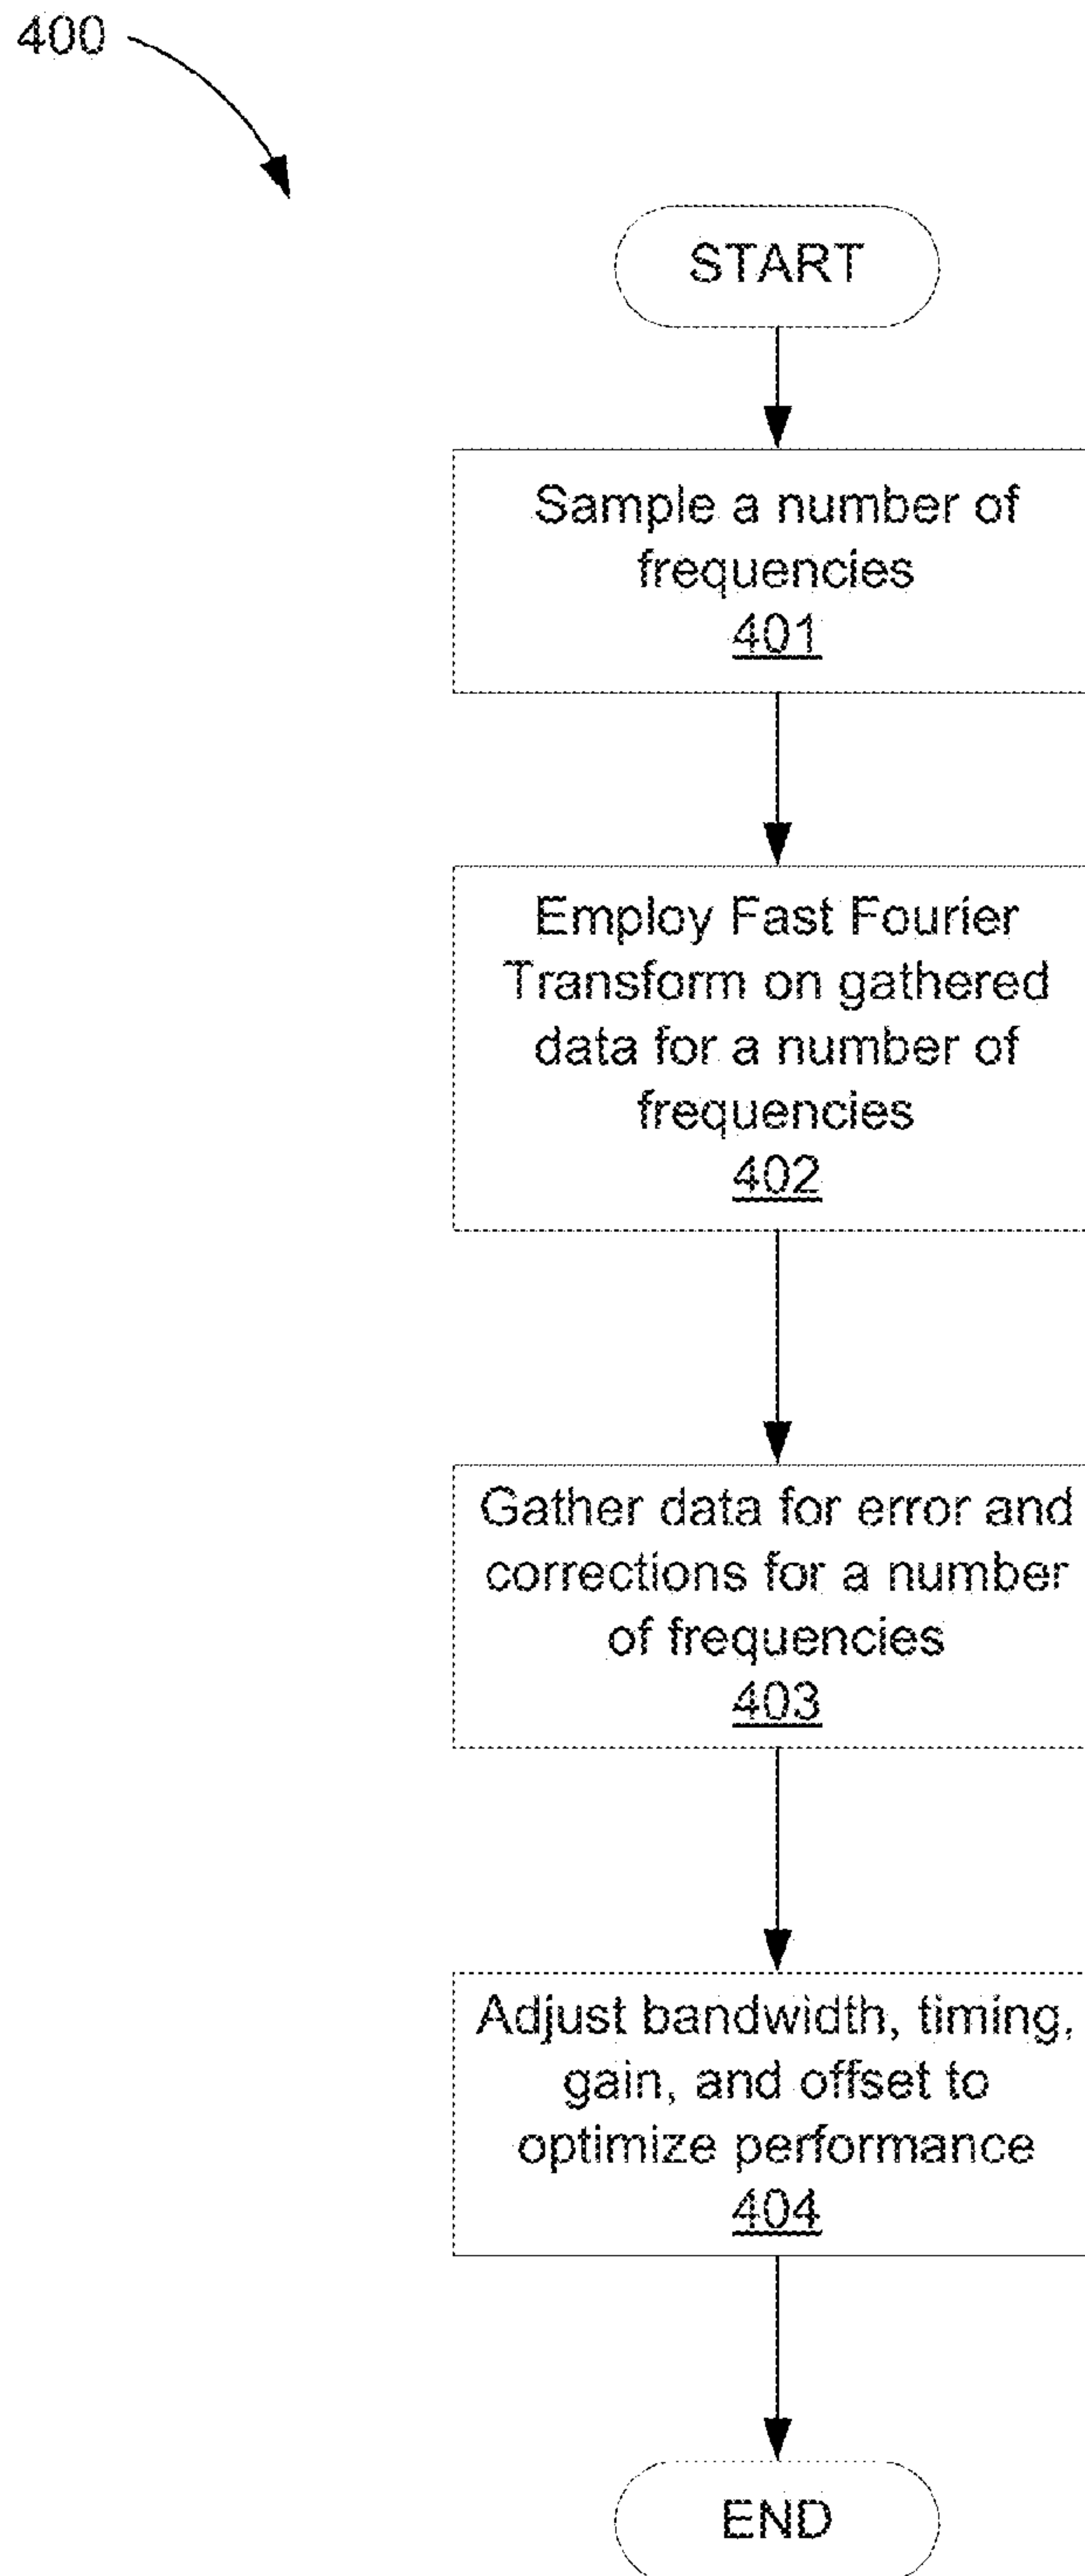 400
START
Sample a number of
frequencies
401
Employ Fast Fourier
Transform on gathered
data for a number of
frequencies
402
Gather data for error and
corrections for a number
of frequencies
403
Adjust bandwidth, timing,
gain, and offset to
optimize performance
404
END